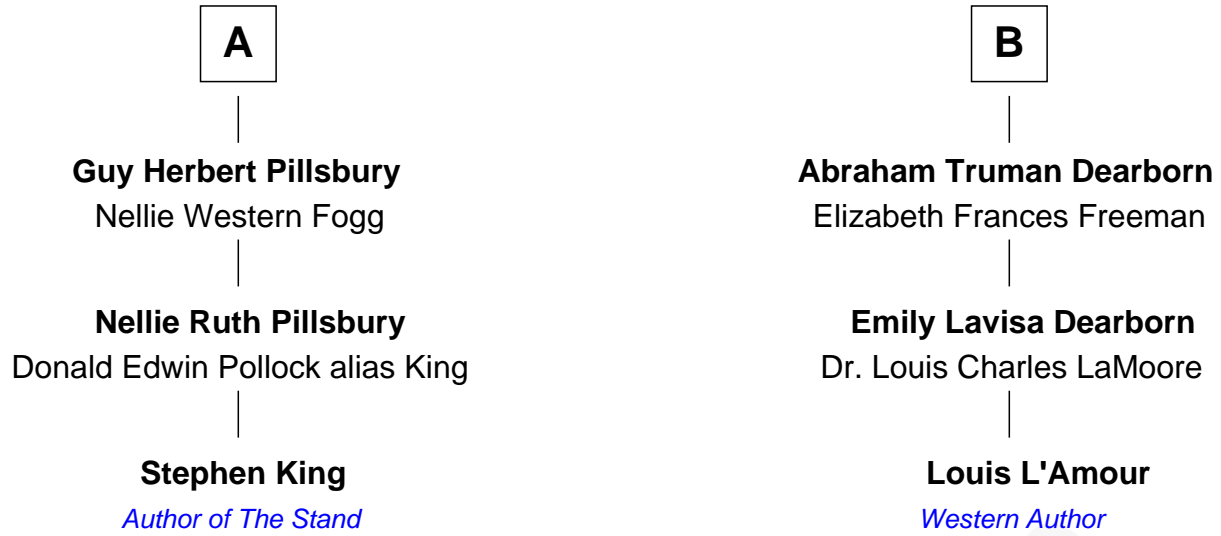 A
Guy Herbert Pillsbury
Nellie Western Fogg
Nellie Ruth Pillsbury
Donald Edwin Pollock alias King
Stephen King
Author of The Stand
B
Abraham Truman Dearborn
Elizabeth Frances Freeman
Emily Lavisa Dearborn
Dr. Louis Charles LaMoore
Louis L'Amour
Western Author